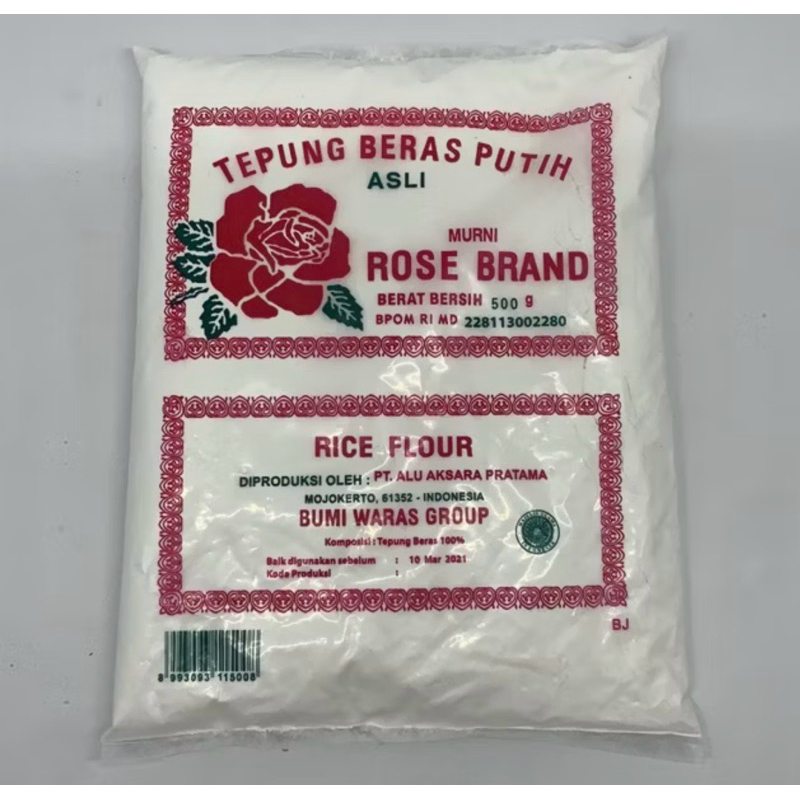 TEPUNG BERAS PUTIH
ASLI
MURNI
ROSE BRAND
BERAT BERSIH 500 g
BPOM RI MD 228113002280
RICE FLOUR
DIPRODUKSI OLEH : PT. ALU AKSARA PRATAMA
MOJOKERTO, 61352 - INDONESIA
BUMI WARAS GROUP
Komposisi : Tepung Beras 100%
Baik digunakan sebelum : 10 Mar 2021
Kode Produksi :
BJ
8 993093 115008